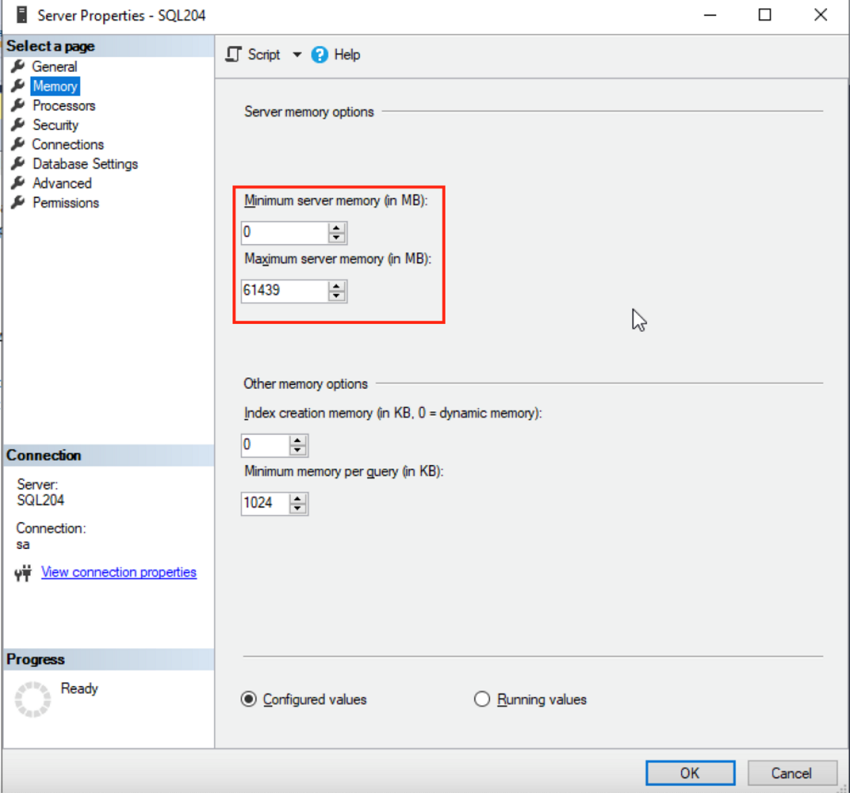 Server Properties - SQL204
Select a page
General
Memory
Processors
Security
Connections
Database Settings
Advanced
Permissions
Script
Help
Server memory options
Minimum server memory (in MB):
0
Maximum server memory (in MB):
61439
Other memory options
Index creation memory (in KB, 0 = dynamic memory):
0
Minimum memory per query (in KB):
1024
Connection
Server:
SQL204
Connection:
sa
View connection properties
Progress
Ready
Configured values
Running values
OK
Cancel